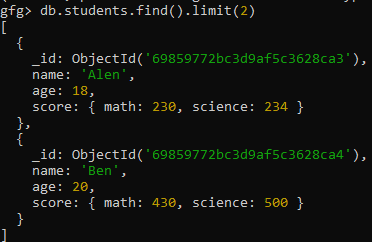 gfg> db.students.find().limit(2)
[
  {
    _id: ObjectId('69859772bc3d9af5c3628ca3'),
    name: 'Alen',
    age: 18,
    score: { math: 230, science: 234 }
  },
  {
    _id: ObjectId('69859772bc3d9af5c3628ca4'),
    name: 'Ben',
    age: 20,
    score: { math: 430, science: 500 }
  }
]